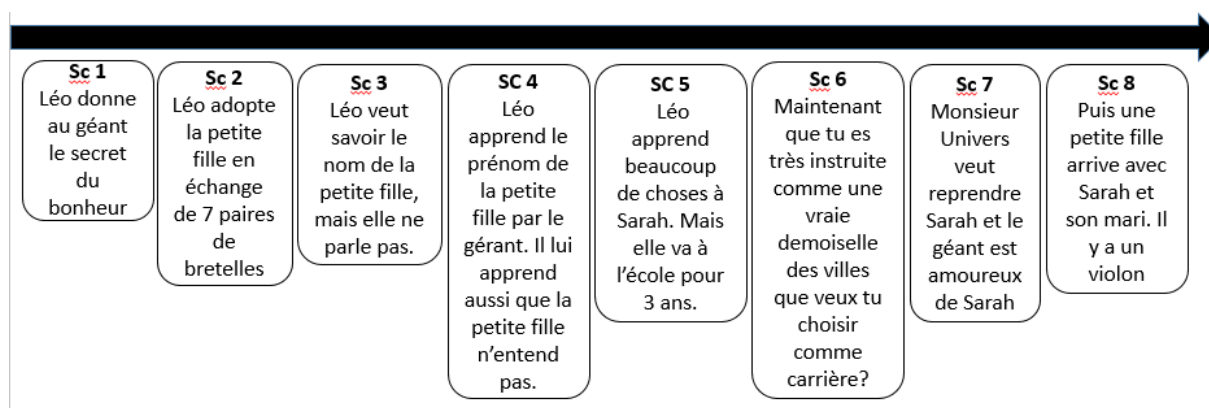 Sc 1
Léo donne
au géant
le secret
du
bonheur
Sc 2
Léo adopte
la petite
fille en
échange
de 7 paires
de
bretelles
Sc 3
Léo veut
savoir le
nom de la
petite fille,
mais elle ne
parle pas.
SC 4
Léo
apprend le
prénom de
la petite
fille par le
gérant. Il lui
apprend
aussi que la
petite fille
n’entend
pas.
SC 5
Léo
apprend
beaucoup
de choses à
Sarah. Mais
elle va à
l’école pour
3 ans.
Sc 6
Maintenant
que tu es
très instruite
comme une
vraie
demoiselle
des villes
que veux tu
choisir
comme
carrière?
Sc 7
Monsieur
Univers
veut
reprendre
Sarah et le
géant est
amoureux
de Sarah
Sc 8
Puis une
petite fille
arrive avec
Sarah et
son mari. Il
y a un
violon